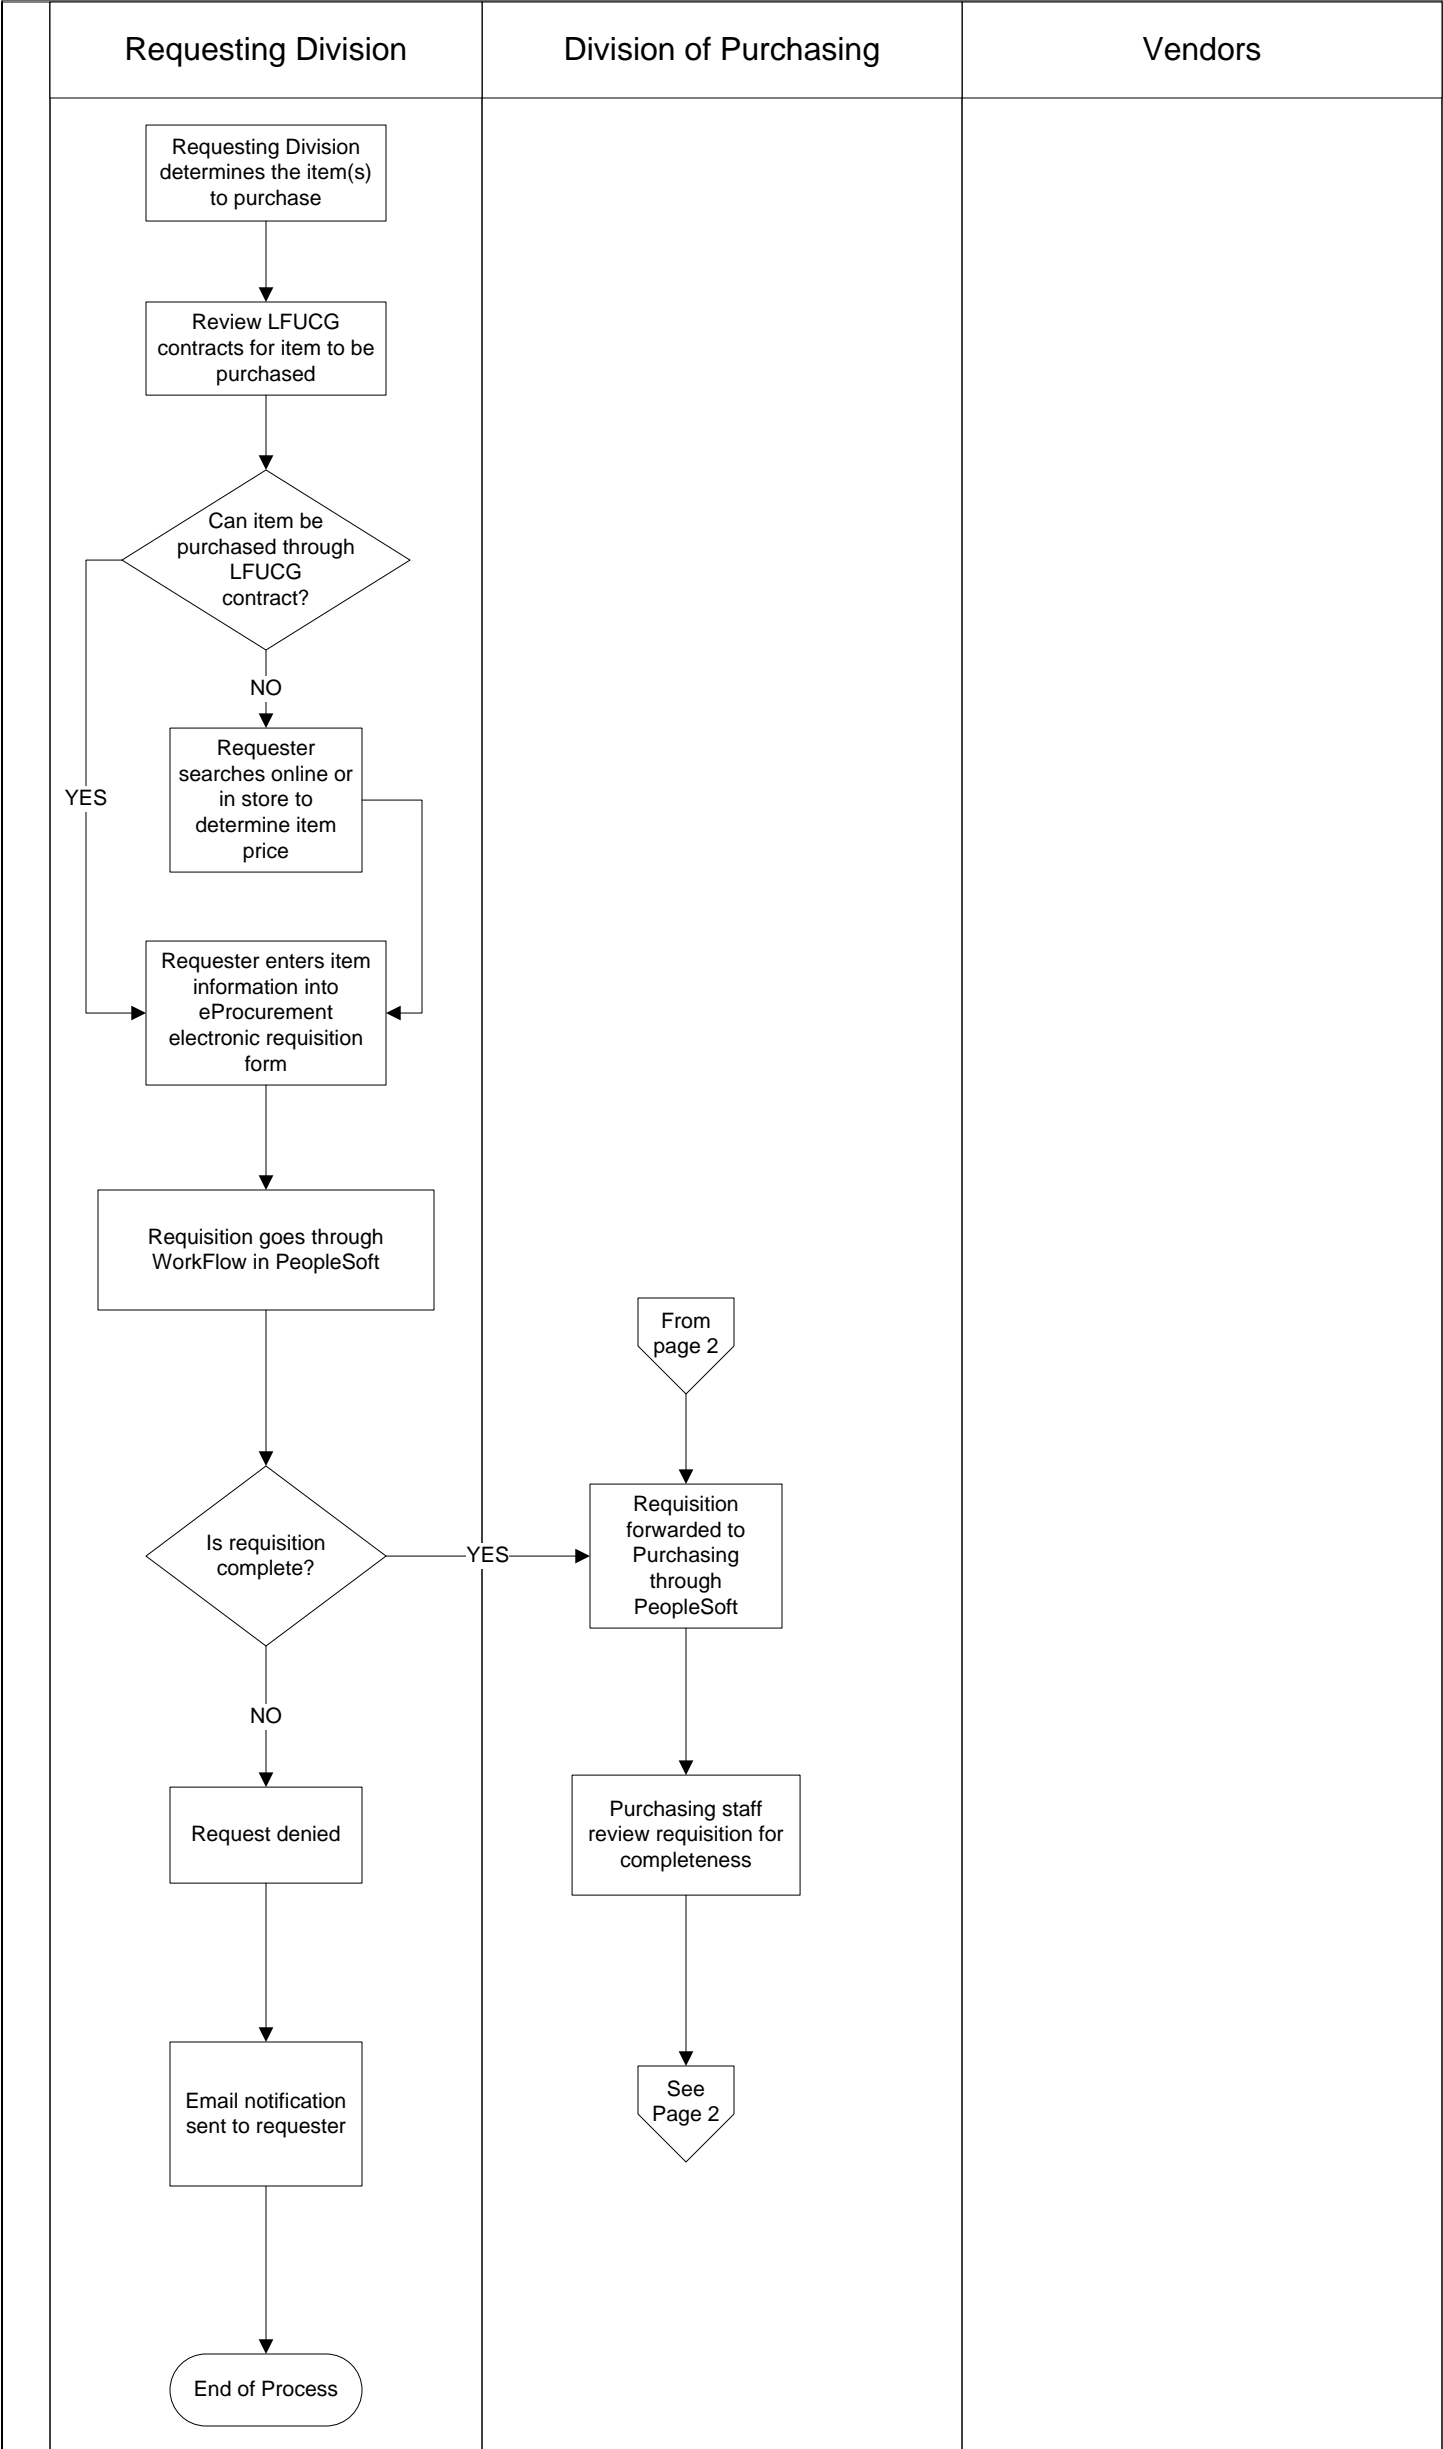 Requesting Division
Division of Purchasing
Vendors
Requesting Division
determines the item(s)
to purchase
Review LFUCG
contracts for item to be
purchased
Can item be
purchased through
LFUCG
contract?
NO
YES
Requester
searches online or
in store to
determine item
price
Requester enters item
information into
eProcurement
electronic requisition
form
Requisition goes through
WorkFlow in PeopleSoft
Is requisition
complete?
YES
NO
Request denied
Email notification
sent to requester
End of Process
From
page 2
Requisition
forwarded to
Purchasing
through
PeopleSoft
Purchasing staff
review requisition for
completeness
See
Page 2